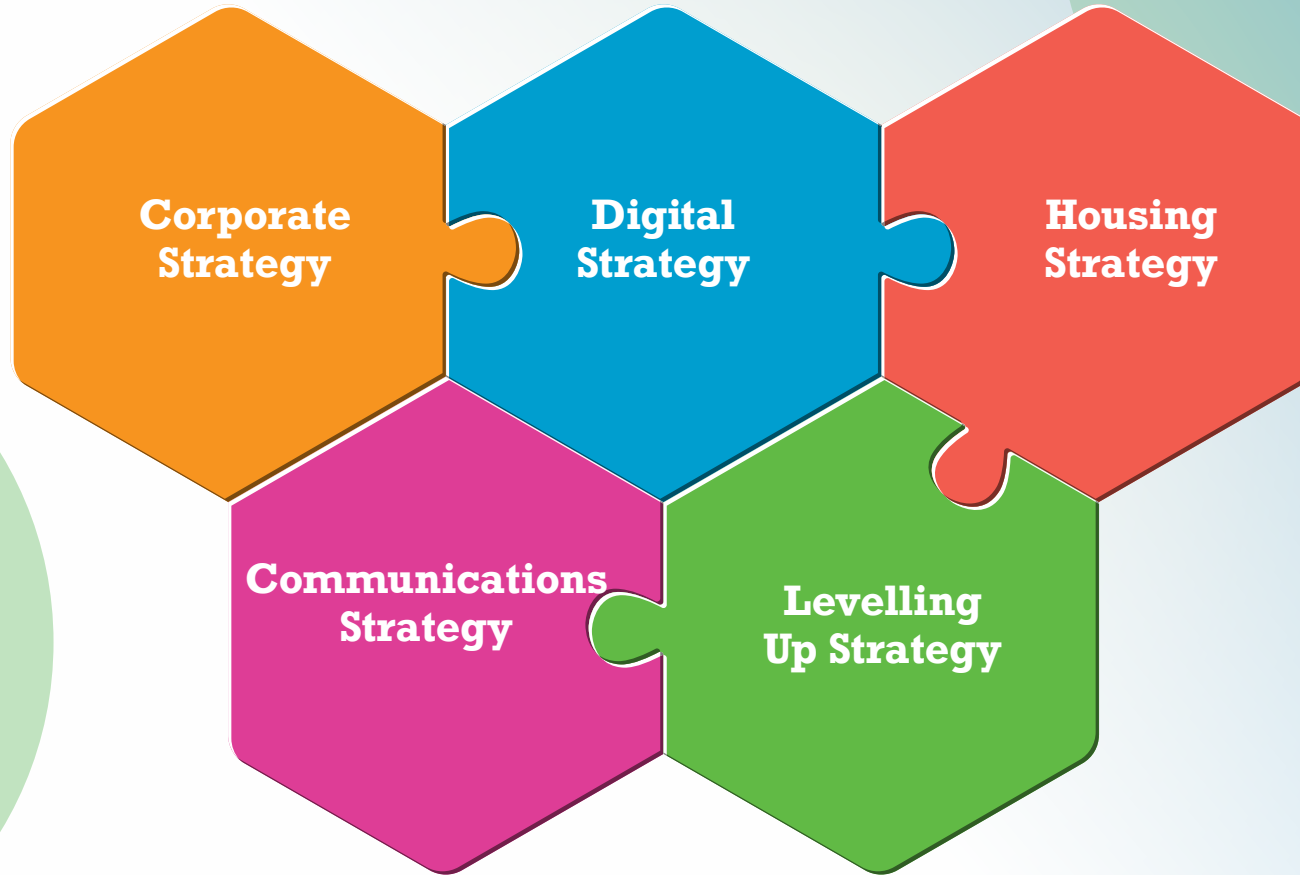 Corporate
Strategy
Digital
Strategy
Housing
Strategy
Communications
Strategy
Levelling
Up Strategy